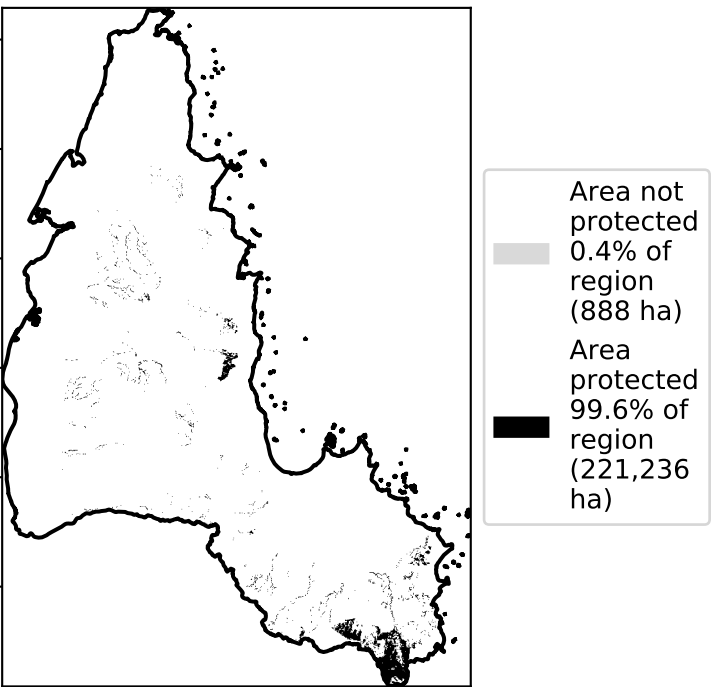 Area not
protected
0.4% of
region
(888 ha)
Area
protected
99.6% of
region
(221,236
ha)